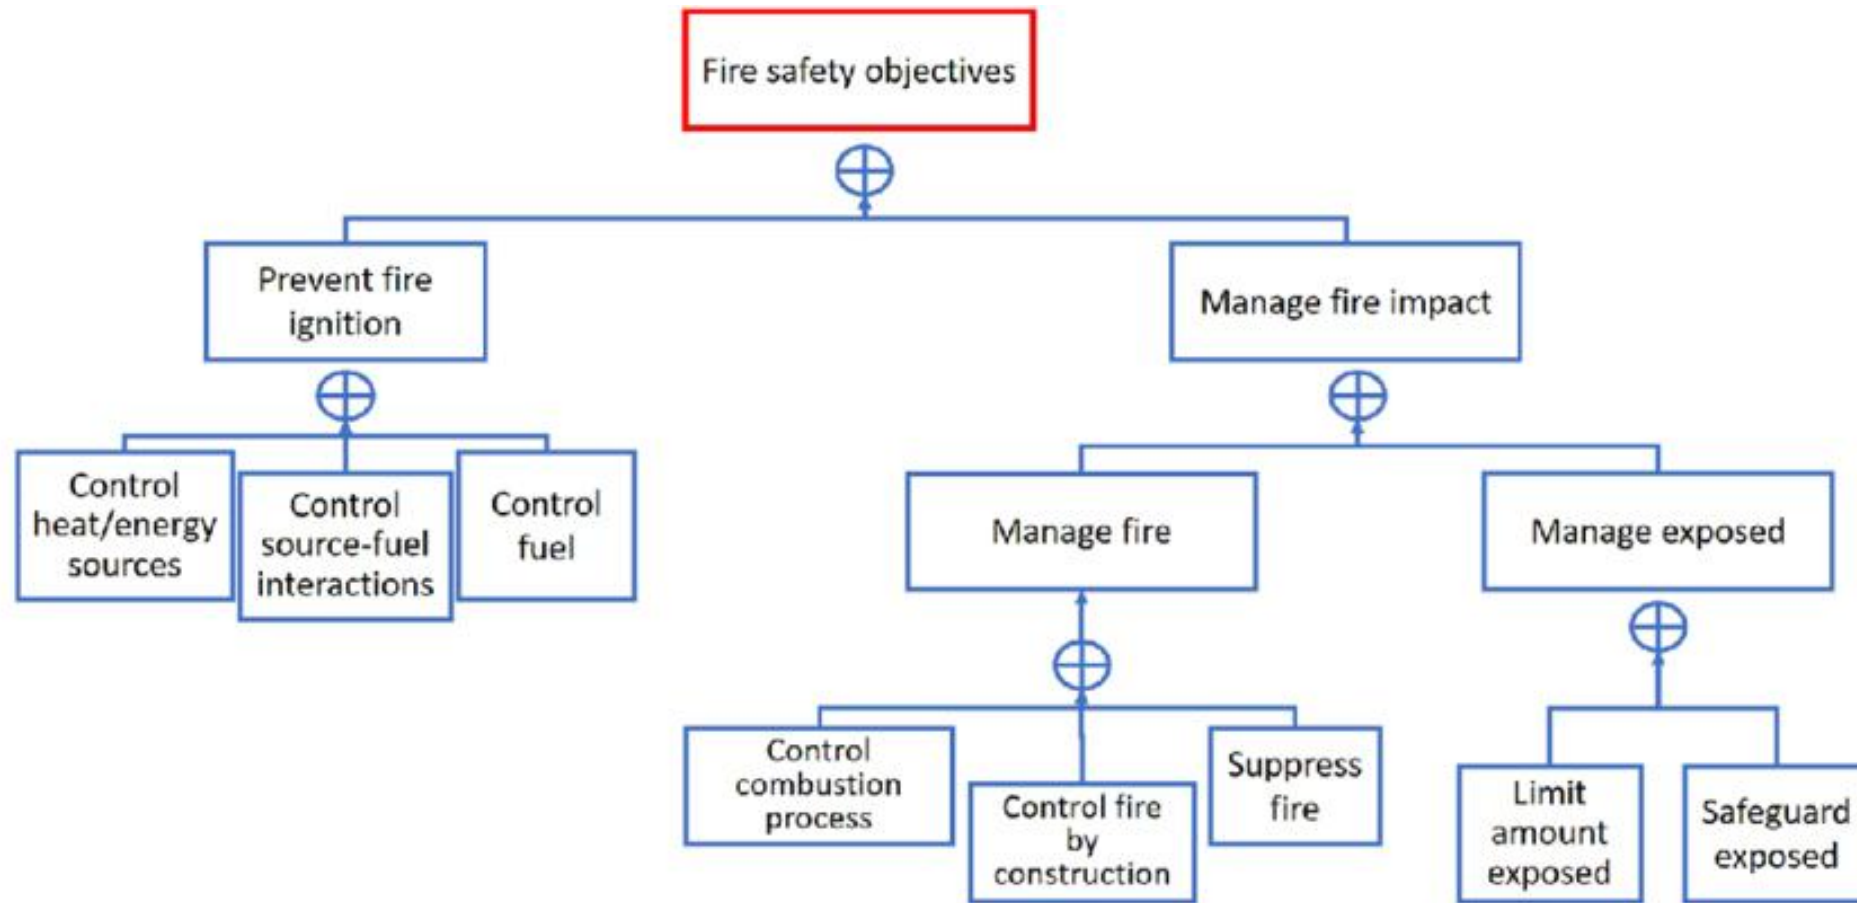 Fire safety objectives
Prevent fire
ignition
Manage fire impact
Control
heat/energy
sources
Control
source-fuel
interactions
Control
fuel
Manage fire
Manage exposed
Control
combustion
process
Control fire
by
construction
Suppress
fire
Limit
amount
exposed
Safeguard
exposed